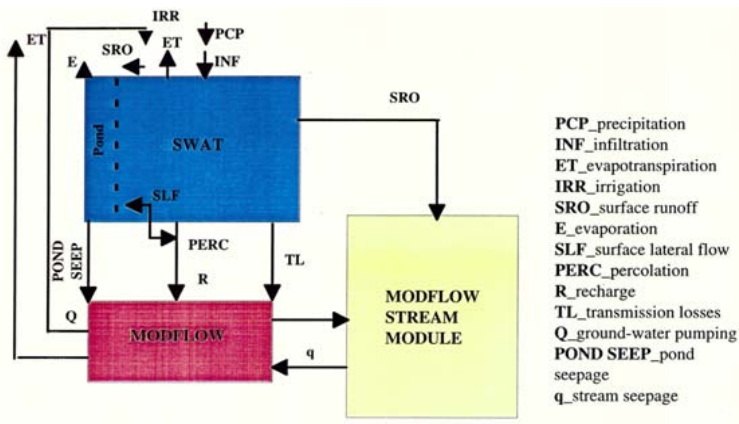 IRR
ET
PCP
SRO
ET
E
INF
SRO
Pond
SWAT
SLF
PERC
POND
SEEP
TL
R
Q
MODFLOW
q
MODFLOW
STREAM
MODULE
PCP_precipitation
INF_infiltration
ET_evapotranspiration
IRR_irrigation
SRO_surface runoff
E_evaporation
SLF_surface lateral flow
PERC_percolation
R_recharge
TL_transmission losses
Q_ground-water pumping
POND SEEP_pond
seepage
q_stream seepage